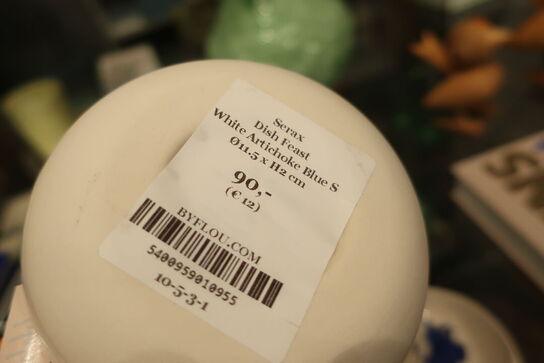 Serax
Dish Feast
White Artichoke Blue S
Ø11.5 x H2 cm
90,-
(€ 12)
BYFLOU.COM
5400959010955
10-5-3-1
SN